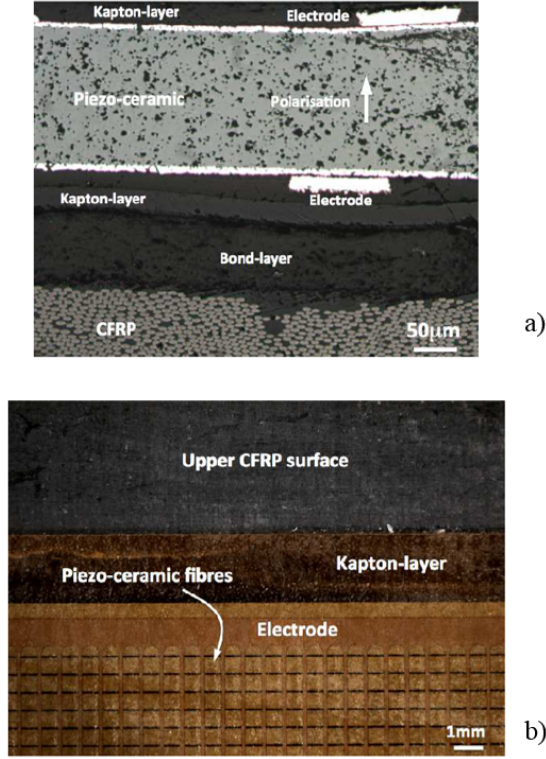 Kapton-layer
Electrode
Piezo-ceramic
Polarisation
Kapton-layer
Electrode
Bond-layer
CFRP
50μm
a)
Upper CFRP surface
Kapton-layer
Piezo-ceramic fibres
Electrode
1mm
b)